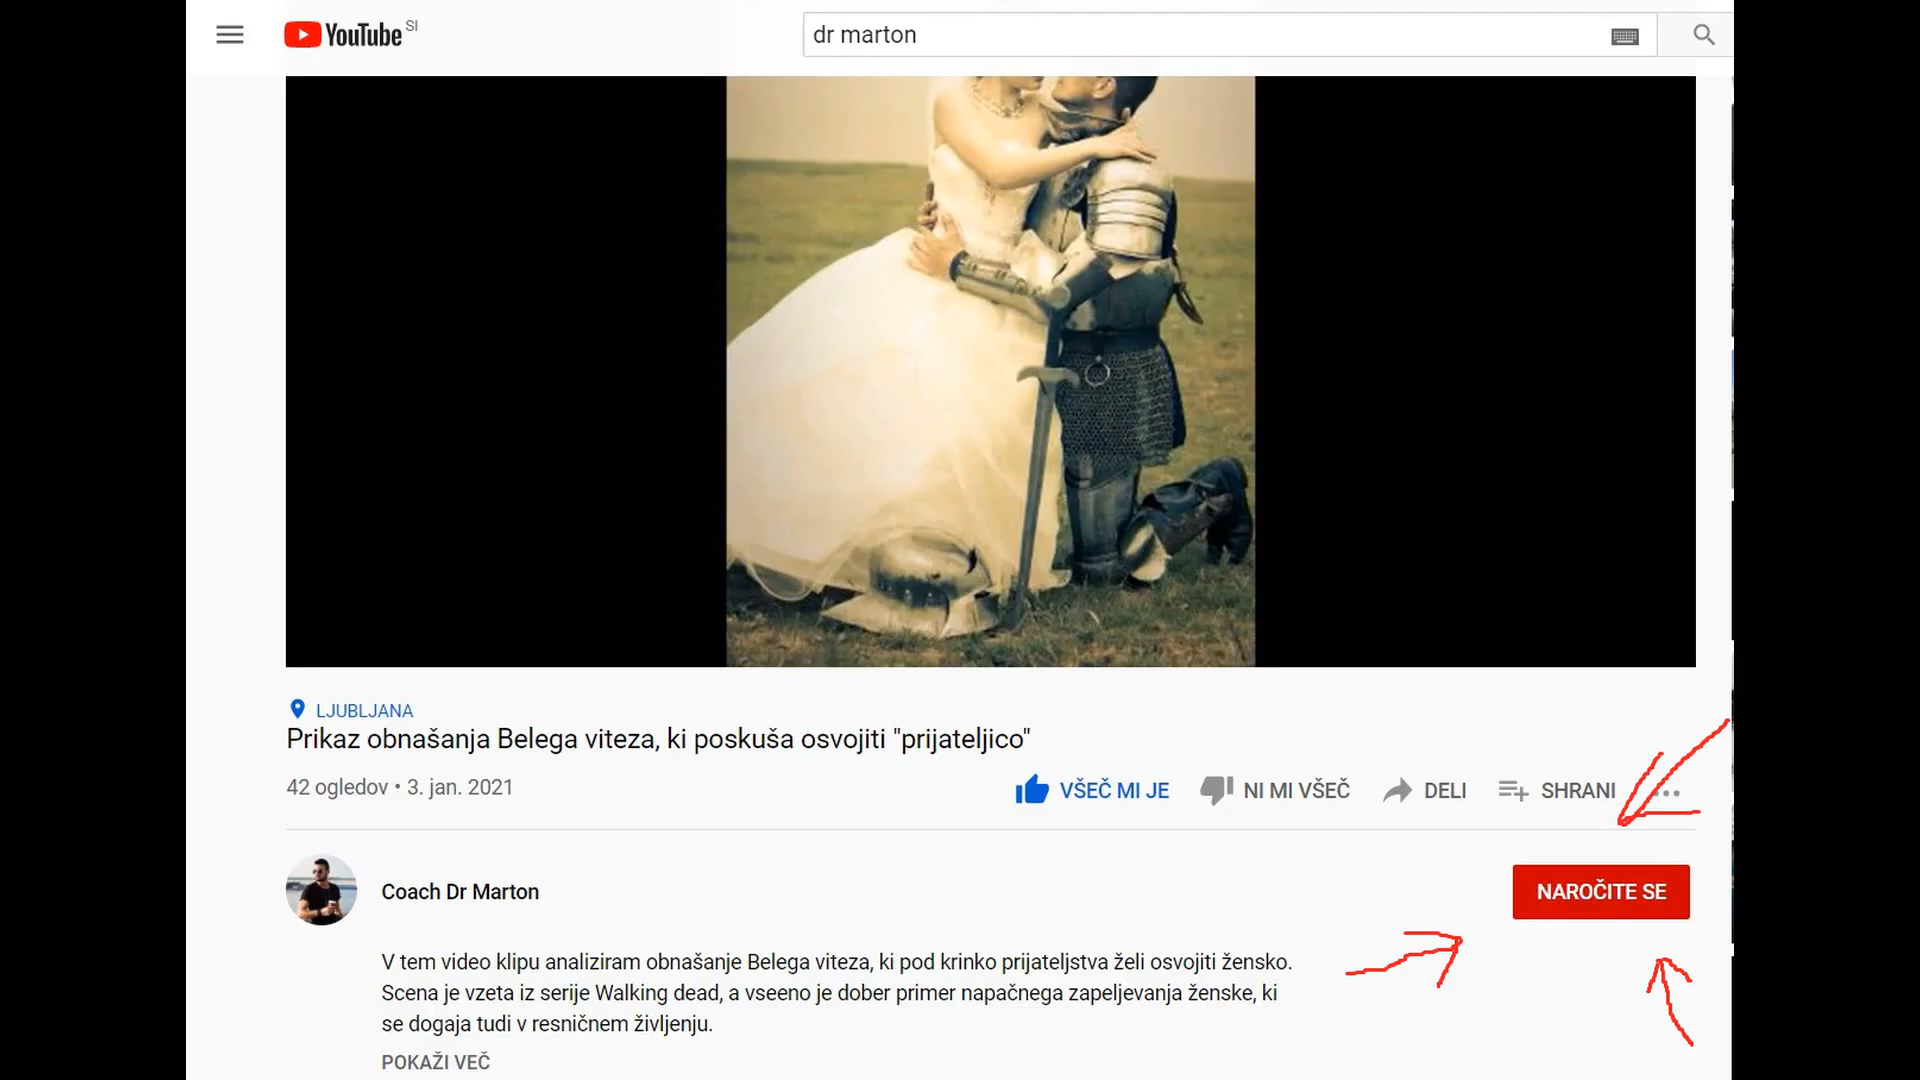 YouTube SI
dr marton
LJUBLJANA
Prikaz obnašanja Belega viteza, ki poskuša osvojiti "prijateljico"
42 ogledov • 3. jan. 2021
VŠEČ MI JE
NI MI VŠEČ
DELI
SHRANI
Coach Dr Marton
NAROČITE SE
V tem video klipu analiziram obnašanje Belega viteza, ki pod krinko prijateljstva želi osvojiti žensko.
Scena je vzeta iz serije Walking dead, a vseeno je dober primer napačnega zapeljevanja ženske, ki
se dogaja tudi v resničnem življenju.
POKAŽI VEČ